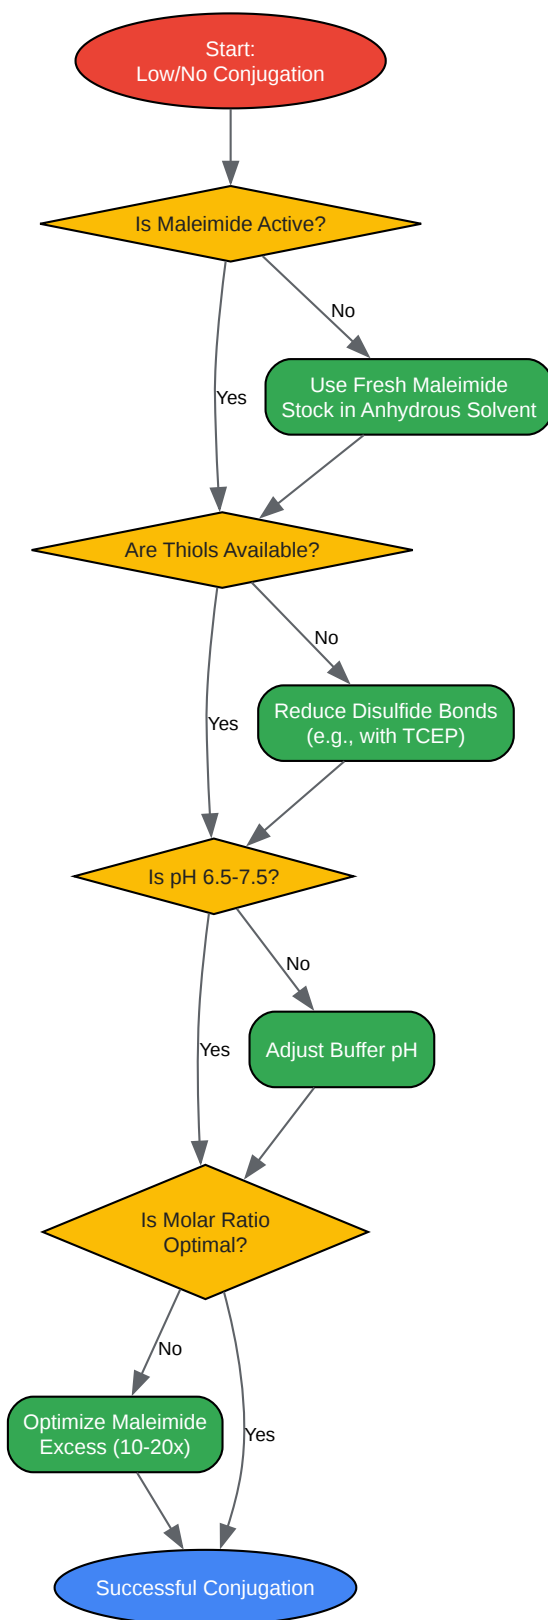 Start:
Low/No Conjugation
Is Maleimide Active?
No
Use Fresh Maleimide
Stock in Anhydrous Solvent
Yes
Are Thiols Available?
No
Reduce Disulfide Bonds
(e.g., with TCEP)
Yes
Is pH 6.5-7.5?
No
Adjust Buffer pH
Yes
Is Molar Ratio
Optimal?
No
Optimize Maleimide
Excess (10-20x)
Yes
Successful Conjugation